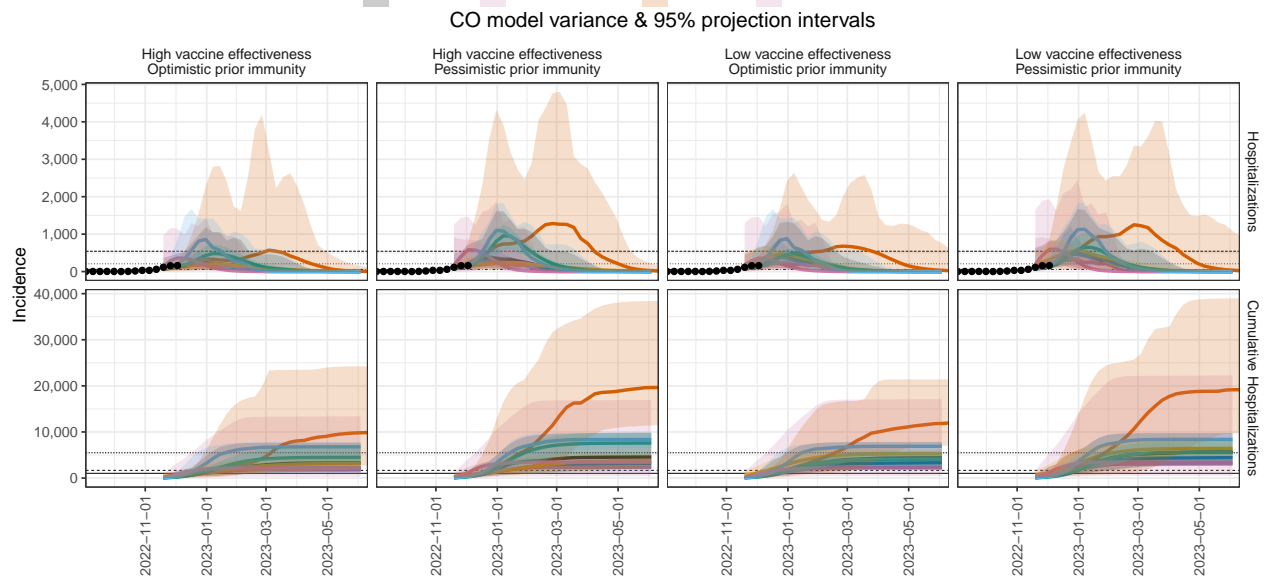 CO model variance & 95% projection intervals
High vaccine effectiveness
Optimistic prior immunity
High vaccine effectiveness
Pessimistic prior immunity
Low vaccine effectiveness
Optimistic prior immunity
Low vaccine effectiveness
Pessimistic prior immunity
Incidence
5,000
4,000
3,000
2,000
1,000
0
Hospitalizations
40,000
30,000
20,000
10,000
0
Cumulative Hospitalizations
2022−11−01
2023−01−01
2023−03−01
2023−05−01
2022−11−01
2023−01−01
2023−03−01
2023−05−01
2022−11−01
2023−01−01
2023−03−01
2023−05−01
2022−11−01
2023−01−01
2023−03−01
2023−05−01